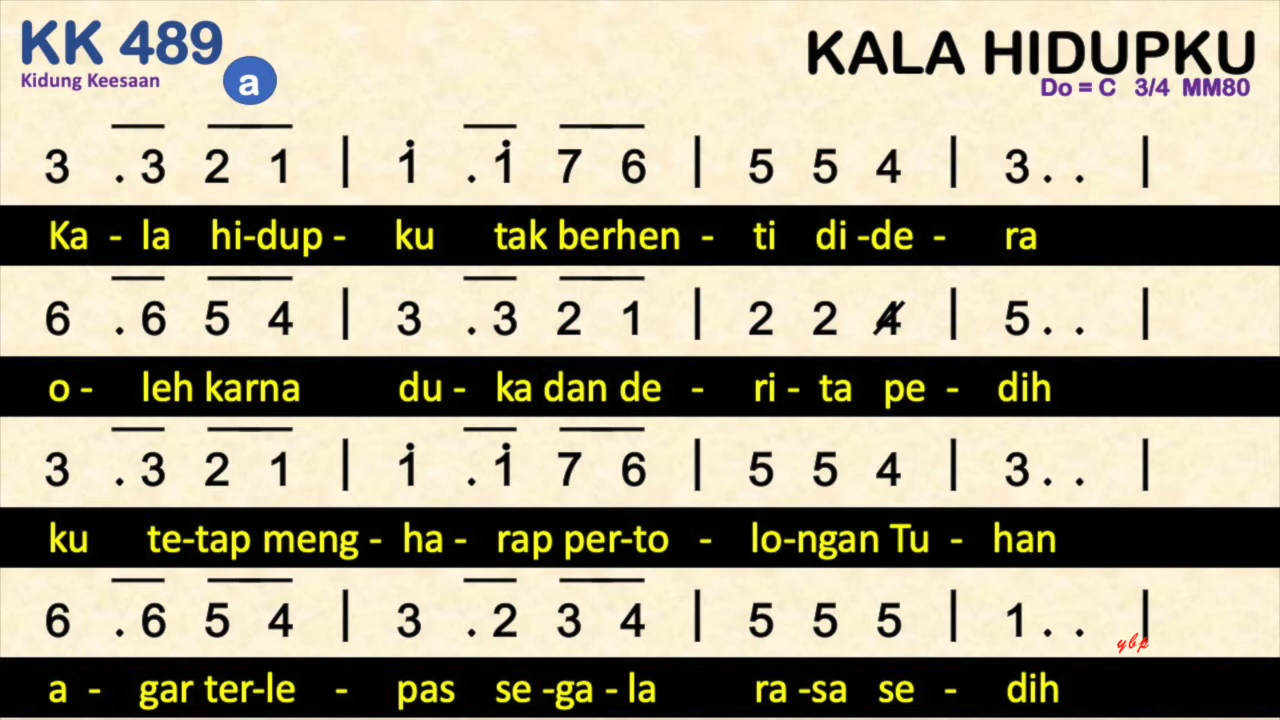 KK 489 KALA HIDUPKU
Kidung Keesaan a Do = C 3/4 MM80
3 . 3 2 1 | i . i 7 6 | 5 5 4 | 3 . . |
Ka - la hi-dup - ku tak berhen - ti di -de - ra
6 . 6 5 4 | 3 . 3 2 1 | 2 2 4̸ | 5 . . |
o - leh karna du - ka dan de - ri - ta pe - dih
3 . 3 2 1 | i . i 7 6 | 5 5 4 | 3 . . |
ku te-tap meng - ha - rap per-to - lo-ngan Tu - han
6 . 6 5 4 | 3 . 2 3 4 | 5 5 5 | 1 . . |
ybp
a - gar ter-le - pas se -ga - la ra -sa se - dih